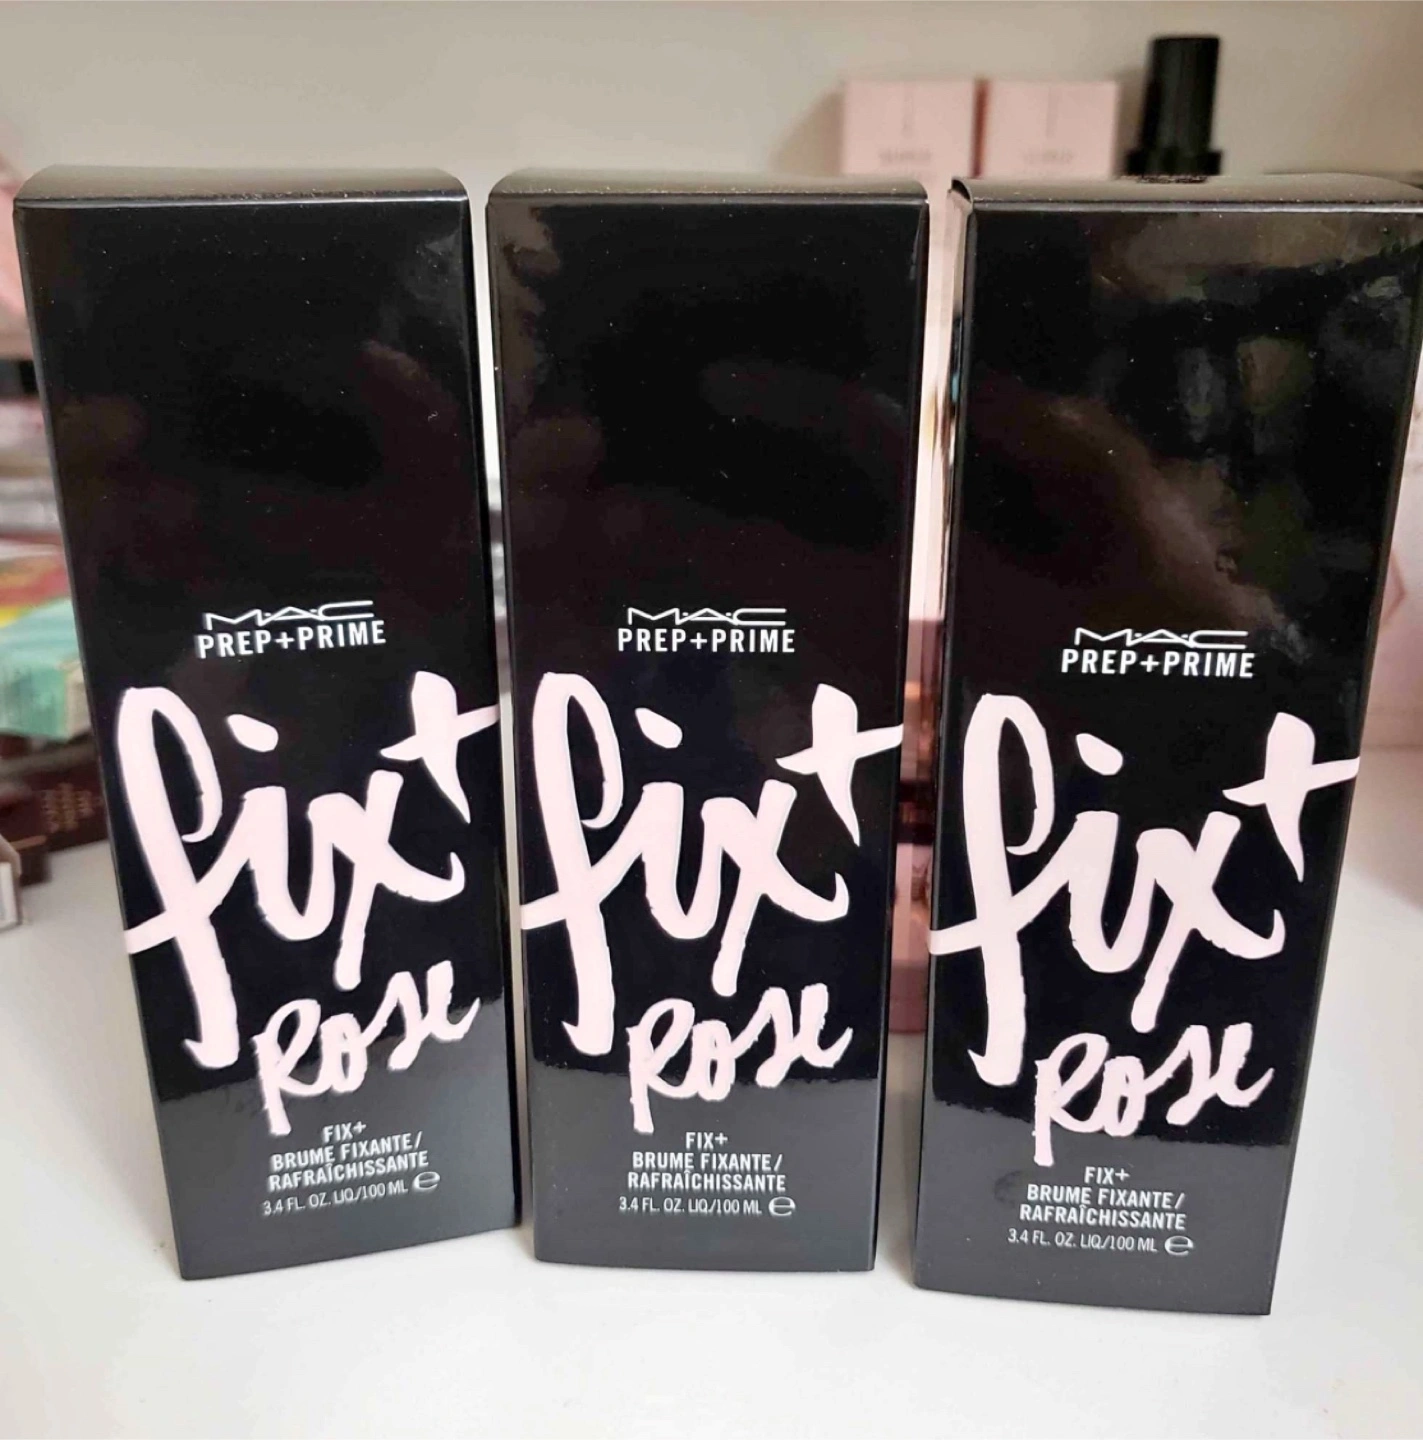 M·A·C
PREP+PRIME
fix+
Rose
FIX+
BRUME FIXANTE/
RAFRAÎCHISSANTE
3.4 FL. OZ. LIQ./100 ML ℮
M·A·C
PREP+PRIME
fix+
Rose
FIX+
BRUME FIXANTE/
RAFRAÎCHISSANTE
3.4 FL. OZ. LIQ./100 ML ℮
M·A·C
PREP+PRIME
fix+
Rose
FIX+
BRUME FIXANTE/
RAFRAÎCHISSANTE
3.4 FL. OZ. LIQ./100 ML ℮